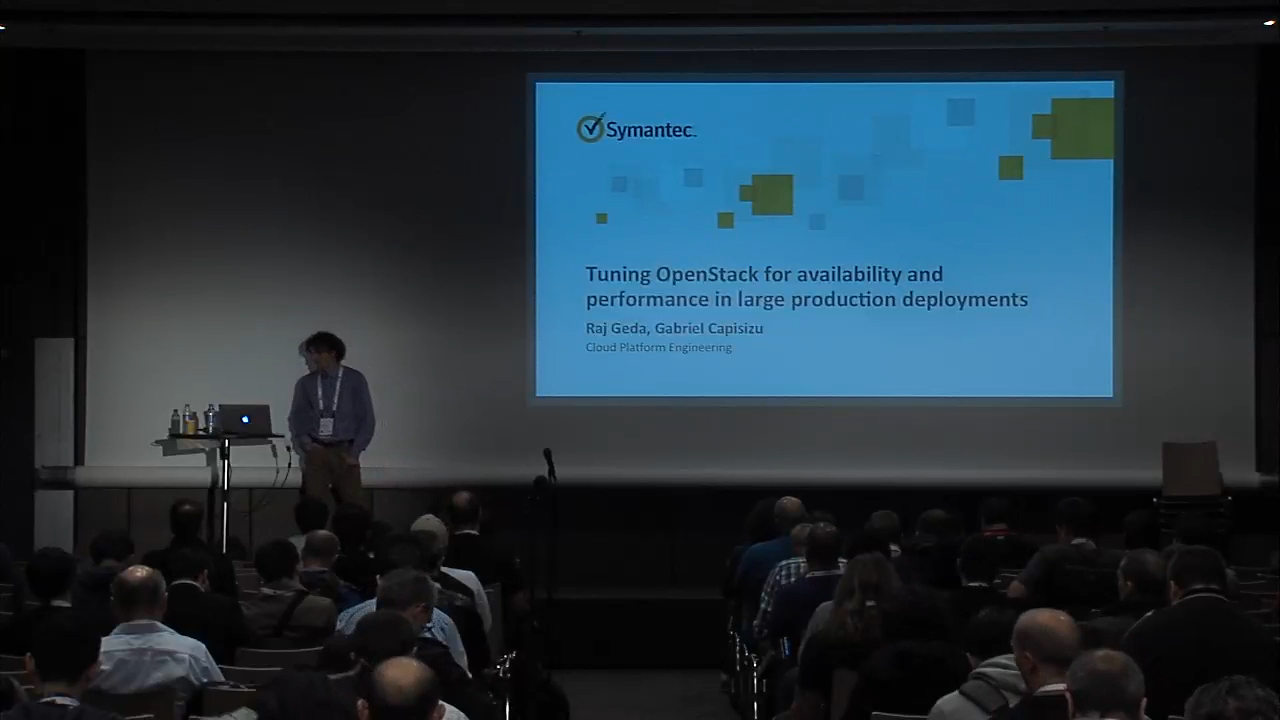 Symantec
Tuning OpenStack for availability and
performance in large production deployments
Raj Geda, Gabriel Capisizu
Cloud Platform Engineering